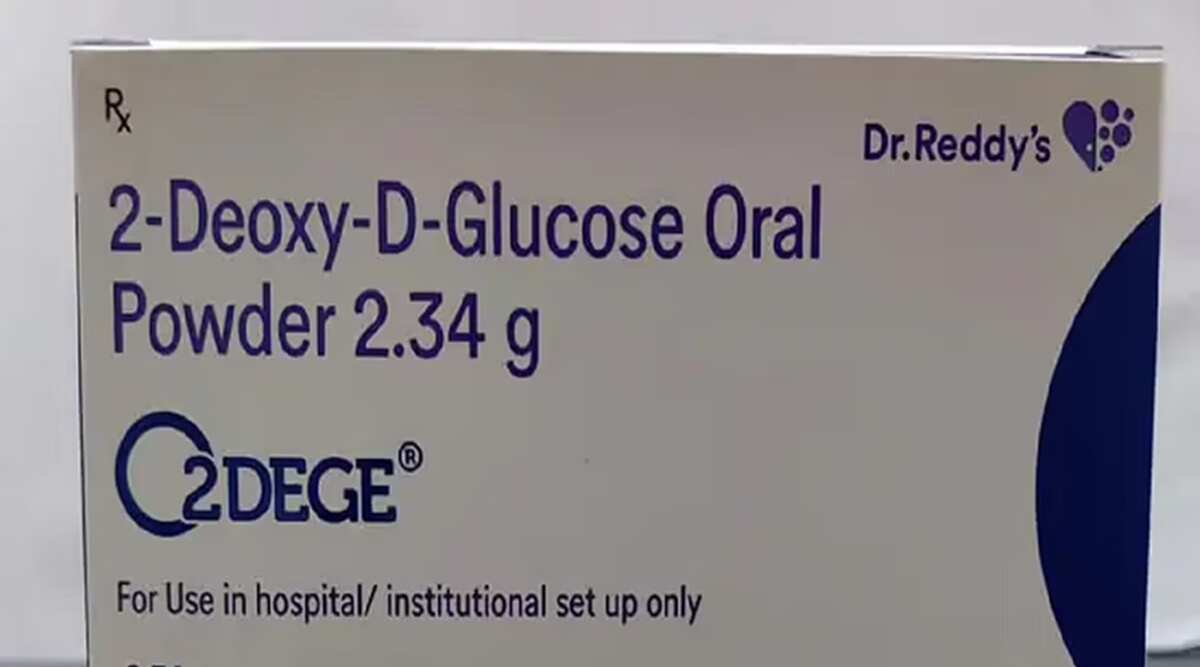 Rx
Dr.Reddy's
2-Deoxy-D-Glucose Oral
Powder 2.34 g
2DEGE®
For Use in hospital/ institutional set up only